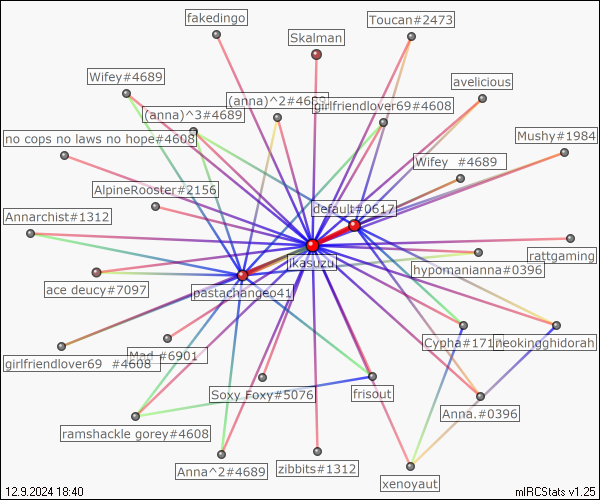 fakedingo
Toucan#2473
Skalman
Wifey#4689
avelicious
(anna)^2#4689
girlfriendlover69#4608
(anna)^3#4689
Mushy#1984
no cops no laws no hope#4608
Wifey  #4689
AlpineRooster#2156
default#0617
Annarchist#1312
rattgaming
jkasuzu
hypomanianna#0396
ace deucy#7097
pastachangeo41
Cypha#171
neokingghidorah
Mad_#6901
girlfriendlover69  #4608
Soxy Foxy#5076
frisout
Anna.#0396
ramshackle gorey#4608
Anna^2#4689
zibbits#1312
xenoyaut
12.9.2024 18:40
mIRCStats v1.25